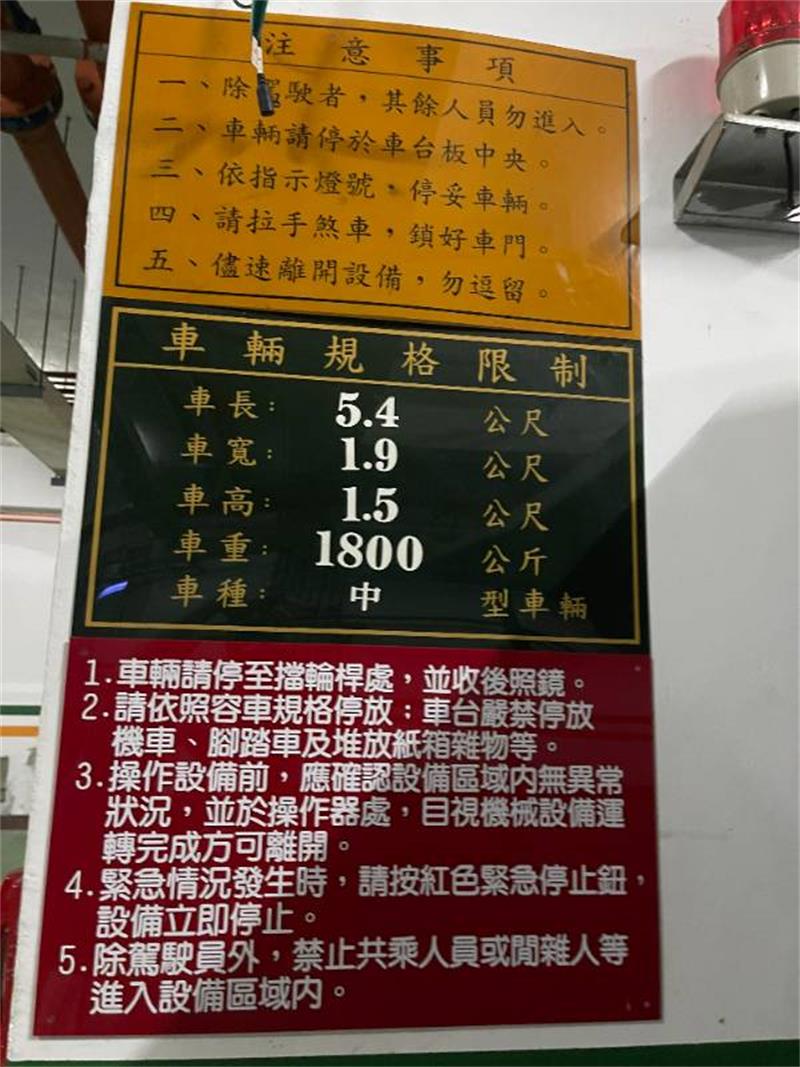 注意事項
一、除駕駛者，其餘人員勿進入。
二、車輛請停於車台板中央。
三、依指示燈號，停妥車輛。
四、請拉手煞車，鎖好車門。
五、儘速離開設備，勿逗留。
車輛規格限制
車長：5.4公尺
車寬：1.9公尺
車高：1.5公尺
車重：1800公斤
車種：中型車輛
1.車輛請停至擋輪桿處，並收後照鏡。
2.請依照容車規格停放；車台嚴禁停放
機車、腳踏車及堆放紙箱雜物等。
3.操作設備前，應確認設備區域內無異常
狀況，並於操作器處，目視機械設備運
轉完成方可離開。
4.緊急情況發生時，請按紅色緊急停止鈕，
設備立即停止。
5.除駕駛員外，禁止共乘人員或閒雜人等
進入設備區域內。